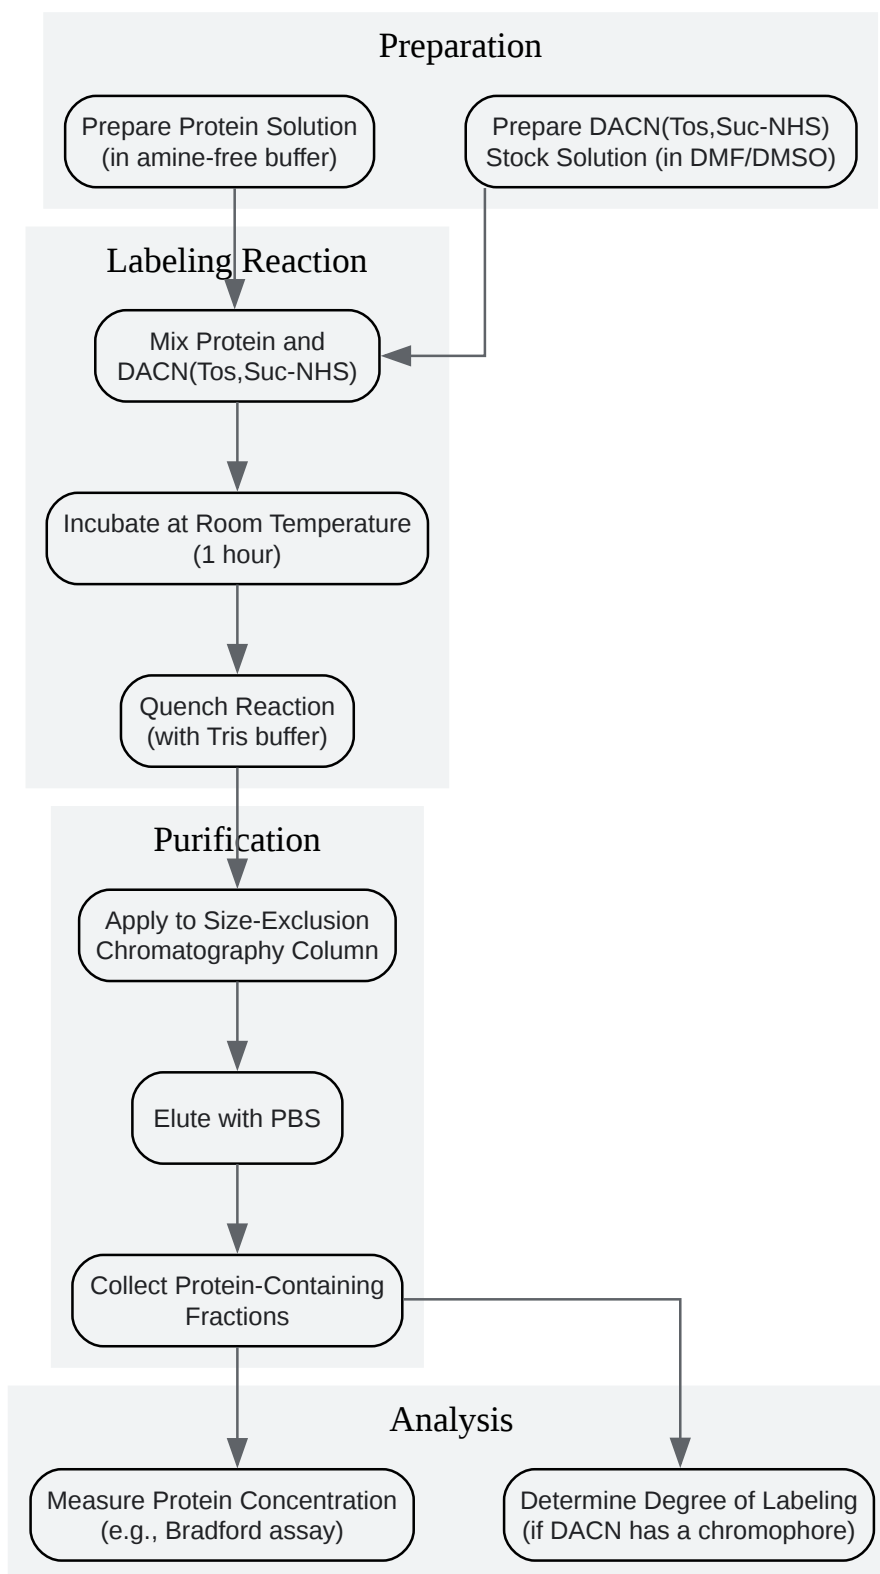 Preparation
Prepare Protein Solution
(in amine-free buffer)
Prepare DACN(Tos,Suc-NHS)
Stock Solution (in DMF/DMSO)
Labeling Reaction
Mix Protein and
DACN(Tos,Suc-NHS)
Incubate at Room Temperature
(1 hour)
Quench Reaction
(with Tris buffer)
Purification
Apply to Size-Exclusion
Chromatography Column
Elute with PBS
Collect Protein-Containing
Fractions
Analysis
Measure Protein Concentration
(e.g., Bradford assay)
Determine Degree of Labeling
(if DACN has a chromophore)